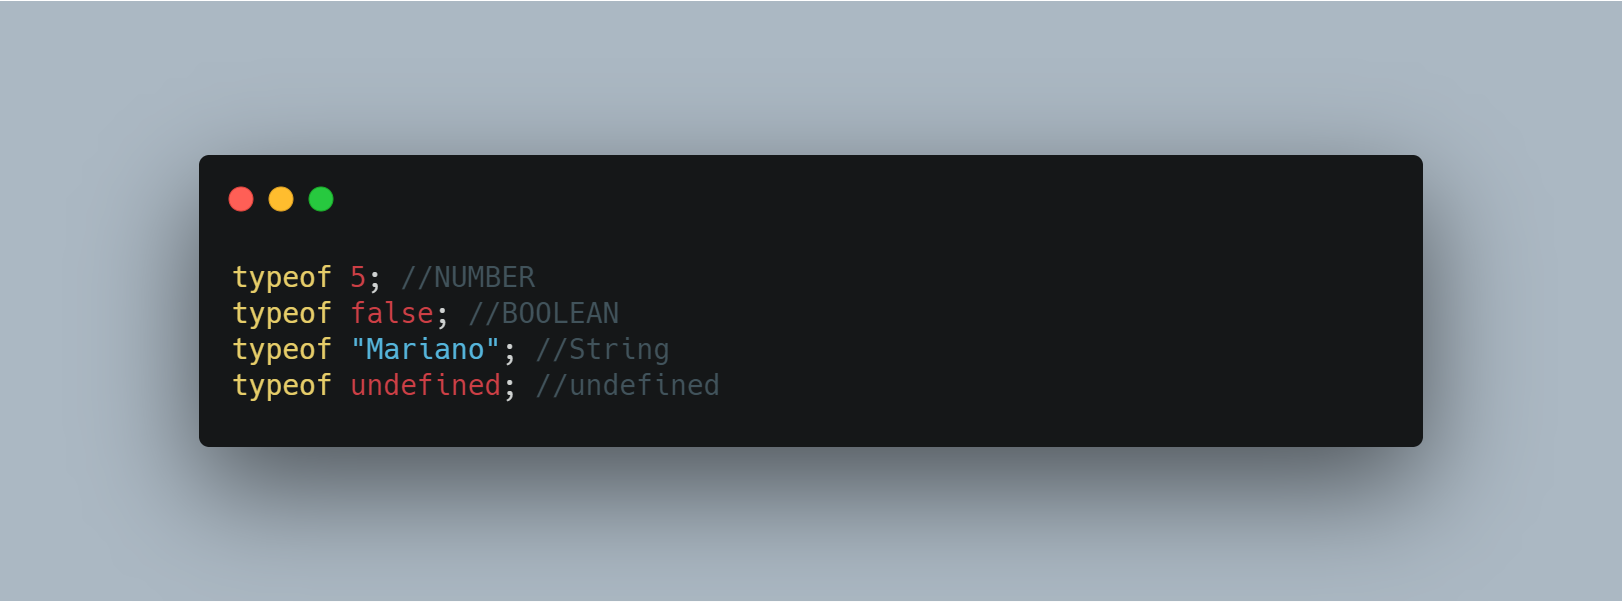 typeof 5; //NUMBER
typeof false; //BOOLEAN
typeof "Mariano"; //String
typeof undefined; //undefined